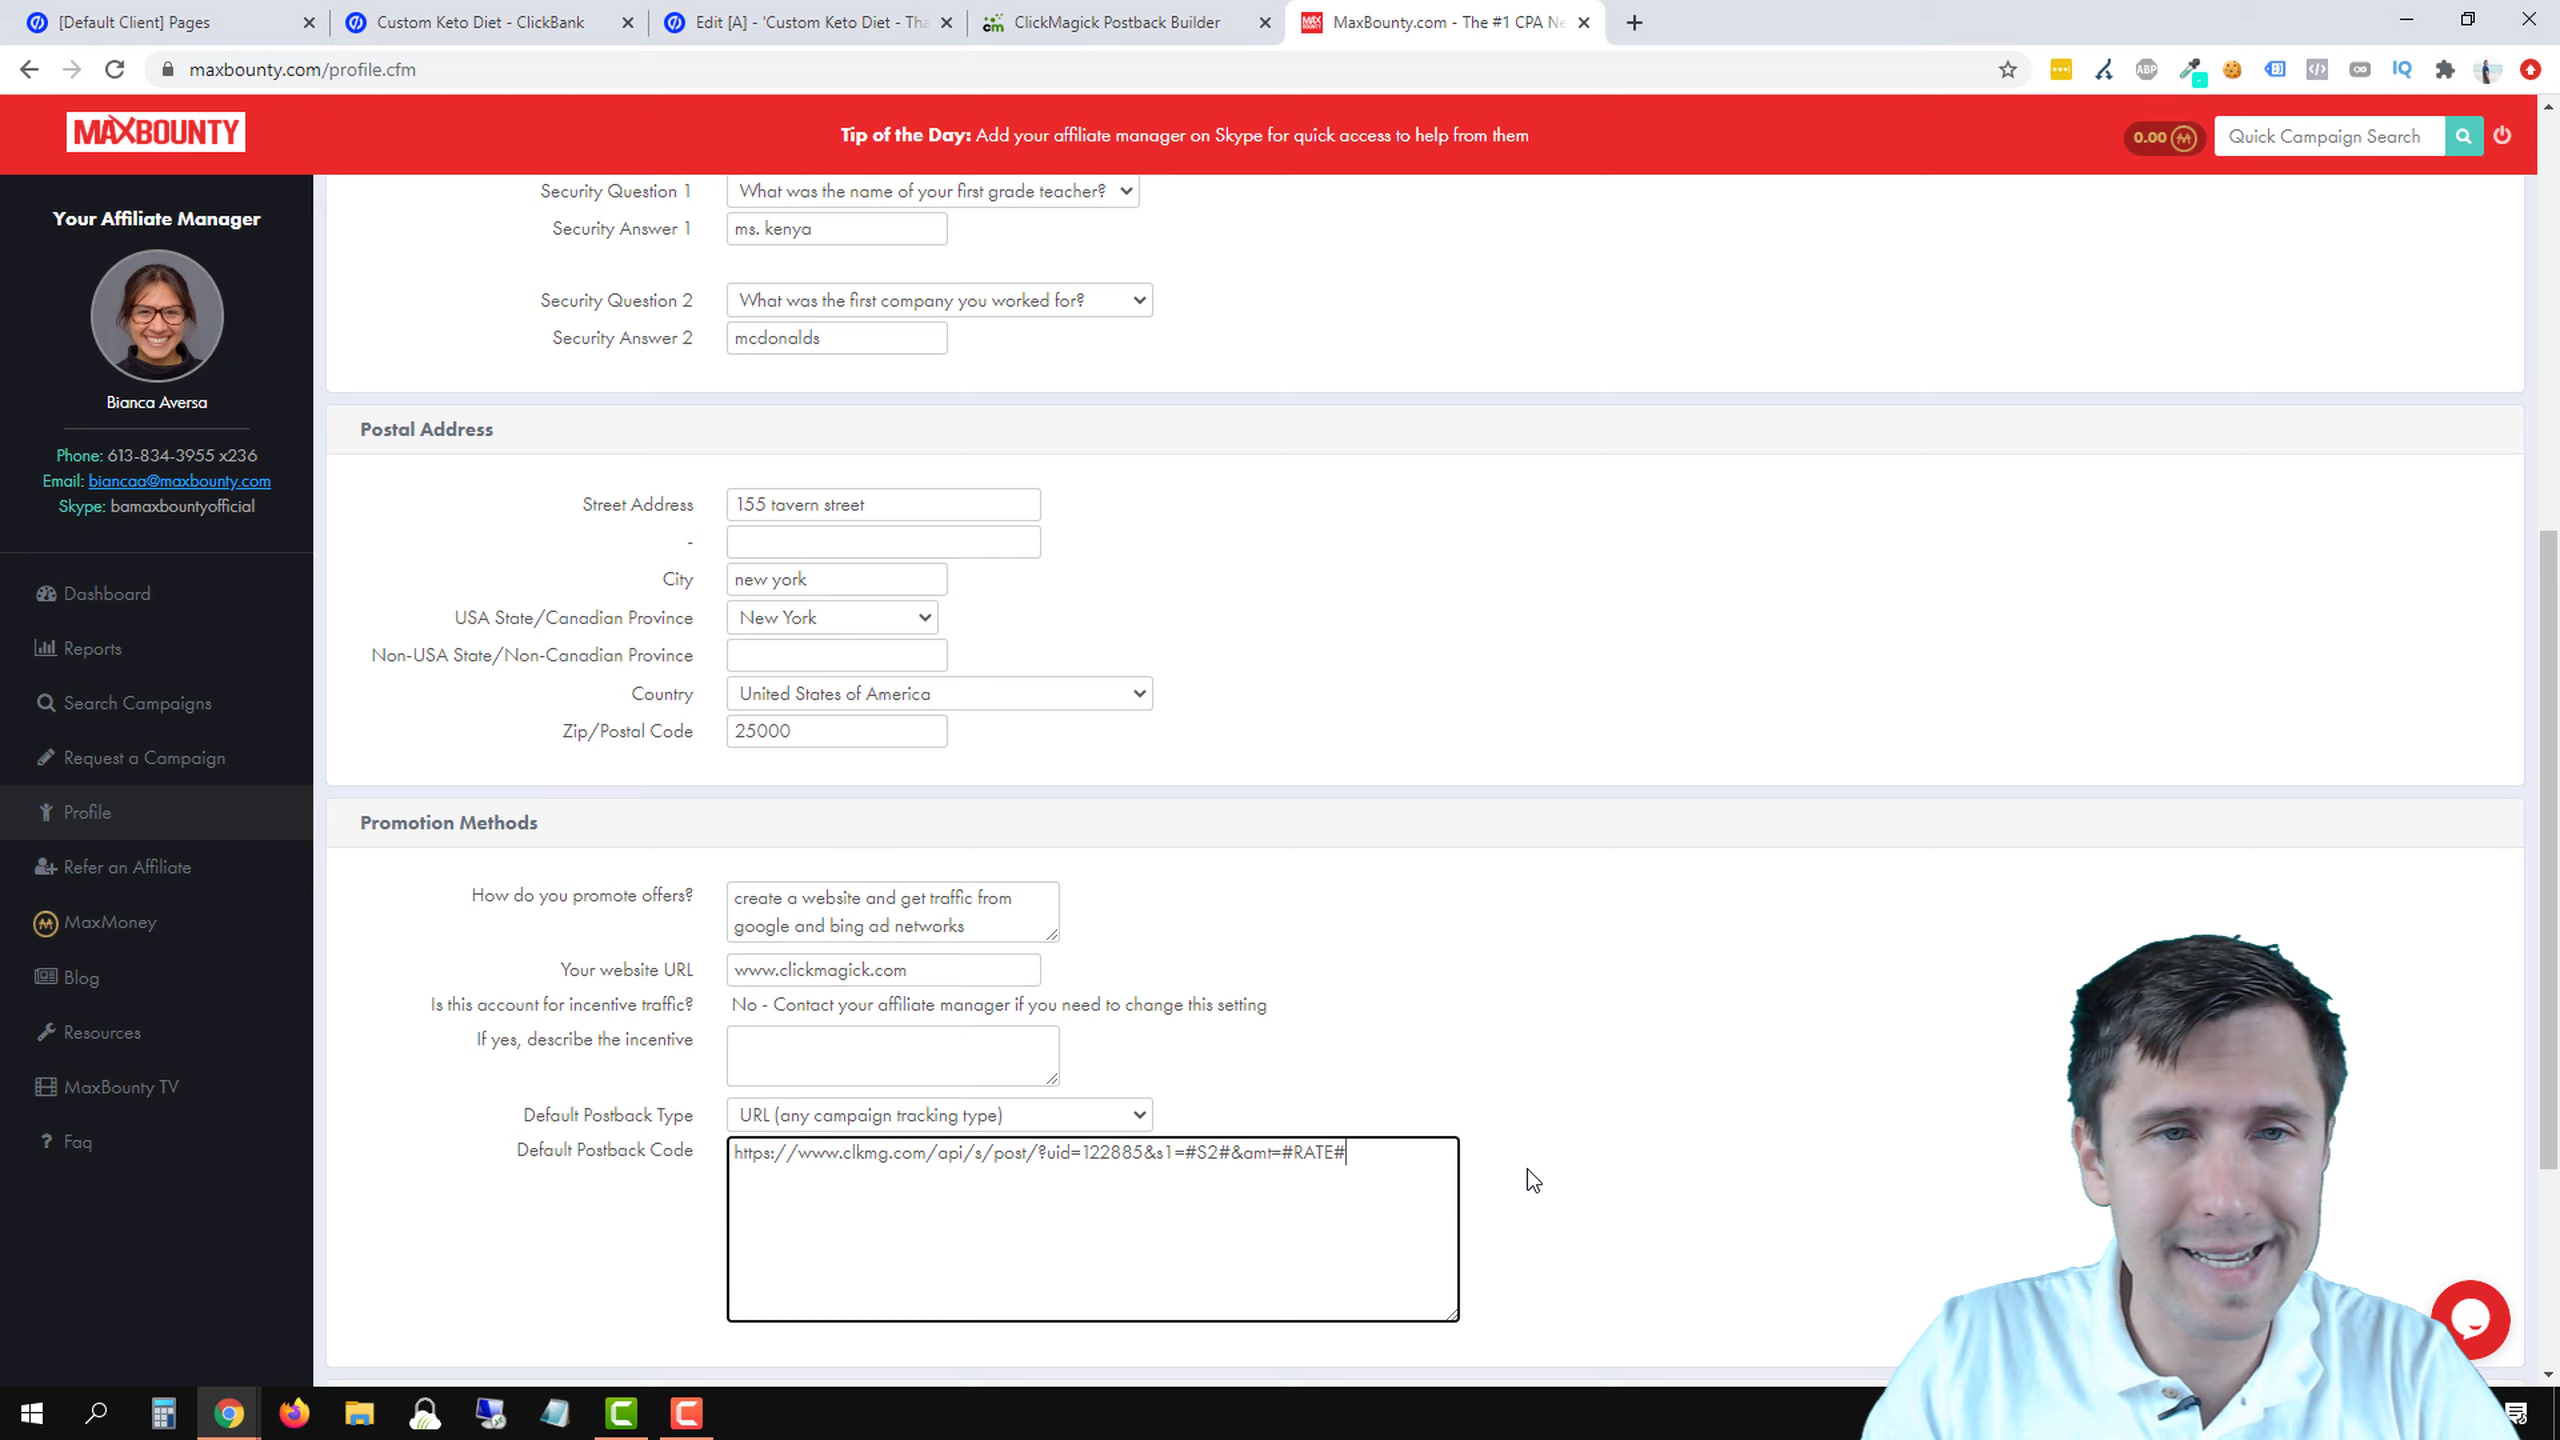 [Default Client] Pages
Custom Keto Diet - ClickBank
Edit [A] - 'Custom Keto Diet - Tha
ClickMagick Postback Builder
MaxBounty.com - The #1 CPA Ne
maxbounty.com/profile.cfm
ABP
IQ
MAXBOUNTY
Tip of the Day: Add your affiliate manager on Skype for quick access to help from them
0.00
Quick Campaign Search
Your Affiliate Manager
Bianca Aversa
Phone: 613-834-3955 x236
Email: biancaa@maxbounty.com
Skype: bamaxbountyofficial
Dashboard
Reports
Search Campaigns
Request a Campaign
Profile
Refer an Affiliate
MaxMoney
Blog
Resources
MaxBounty TV
? Faq
Security Question 1 What was the name of your first grade teacher?
Security Answer 1 ms. kenya
Security Question 2 What was the first company you worked for?
Security Answer 2 mcdonalds
Postal Address
Street Address 155 tavern street
-
City new york
USA State/Canadian Province New York
Non-USA State/Non-Canadian Province
Country United States of America
Zip/Postal Code 25000
Promotion Methods
How do you promote offers? create a website and get traffic from
google and bing ad networks
Your website URL www.clickmagick.com
Is this account for incentive traffic? No - Contact your affiliate manager if you need to change this setting
If yes, describe the incentive
Default Postback Type URL (any campaign tracking type)
Default Postback Code https://www.clkmg.com/api/s/post/?uid=122885&s1=#S2#&amt=#RATE#